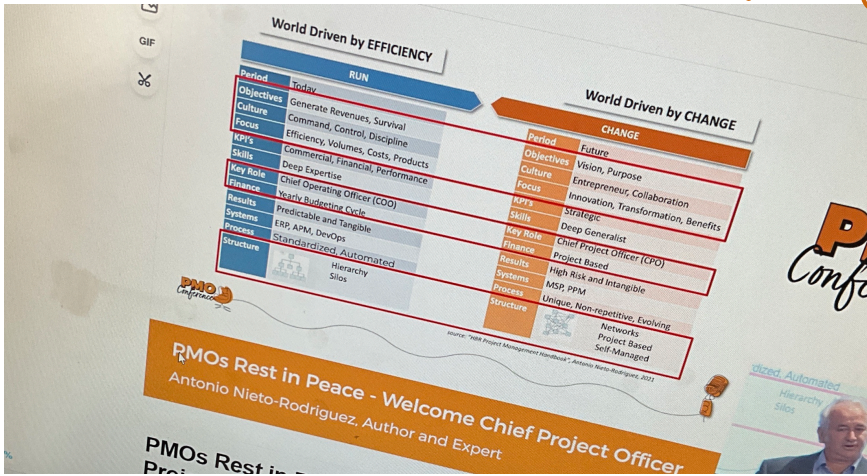 GIF
World Driven by EFFICIENCY
RUN
Period Today
Objectives Generate Revenues, Survival
Culture Command, Control, Discipline
Focus Efficiency, Volumes, Costs, Products
KPI's Commercial, Financial, Performance
Skills Deep Expertise
Key Role Chief Operating Officer (COO)
Finance Yearly Budgeting Cycle
Results Predictable and Tangible
Systems ERP, APM, DevOps
Process Standardized, Automated
Structure Hierarchy
Silos
World Driven by CHANGE
CHANGE
Period Future
Objectives Vision, Purpose
Culture Entrepreneur, Collaboration
Focus Innovation, Transformation, Benefits
KPI's Strategic
Skills Deep Generalist
Key Role Chief Project Officer (CPO)
Finance Project Based
Results High Risk and Intangible
Systems MSP, PPM
Process Unique, Non-repetitive, Evolving
Structure Networks
Project Based
Self-Managed
source: "HBR Project Management Handbook", Antonio Nieto-Rodriguez, 2021
PMO
Conference
PMOs Rest in Peace - Welcome Chief Project Officer
Antonio Nieto-Rodriguez, Author and Expert
dized, Automated
Hierarchy
Silos
PMOs Rest in